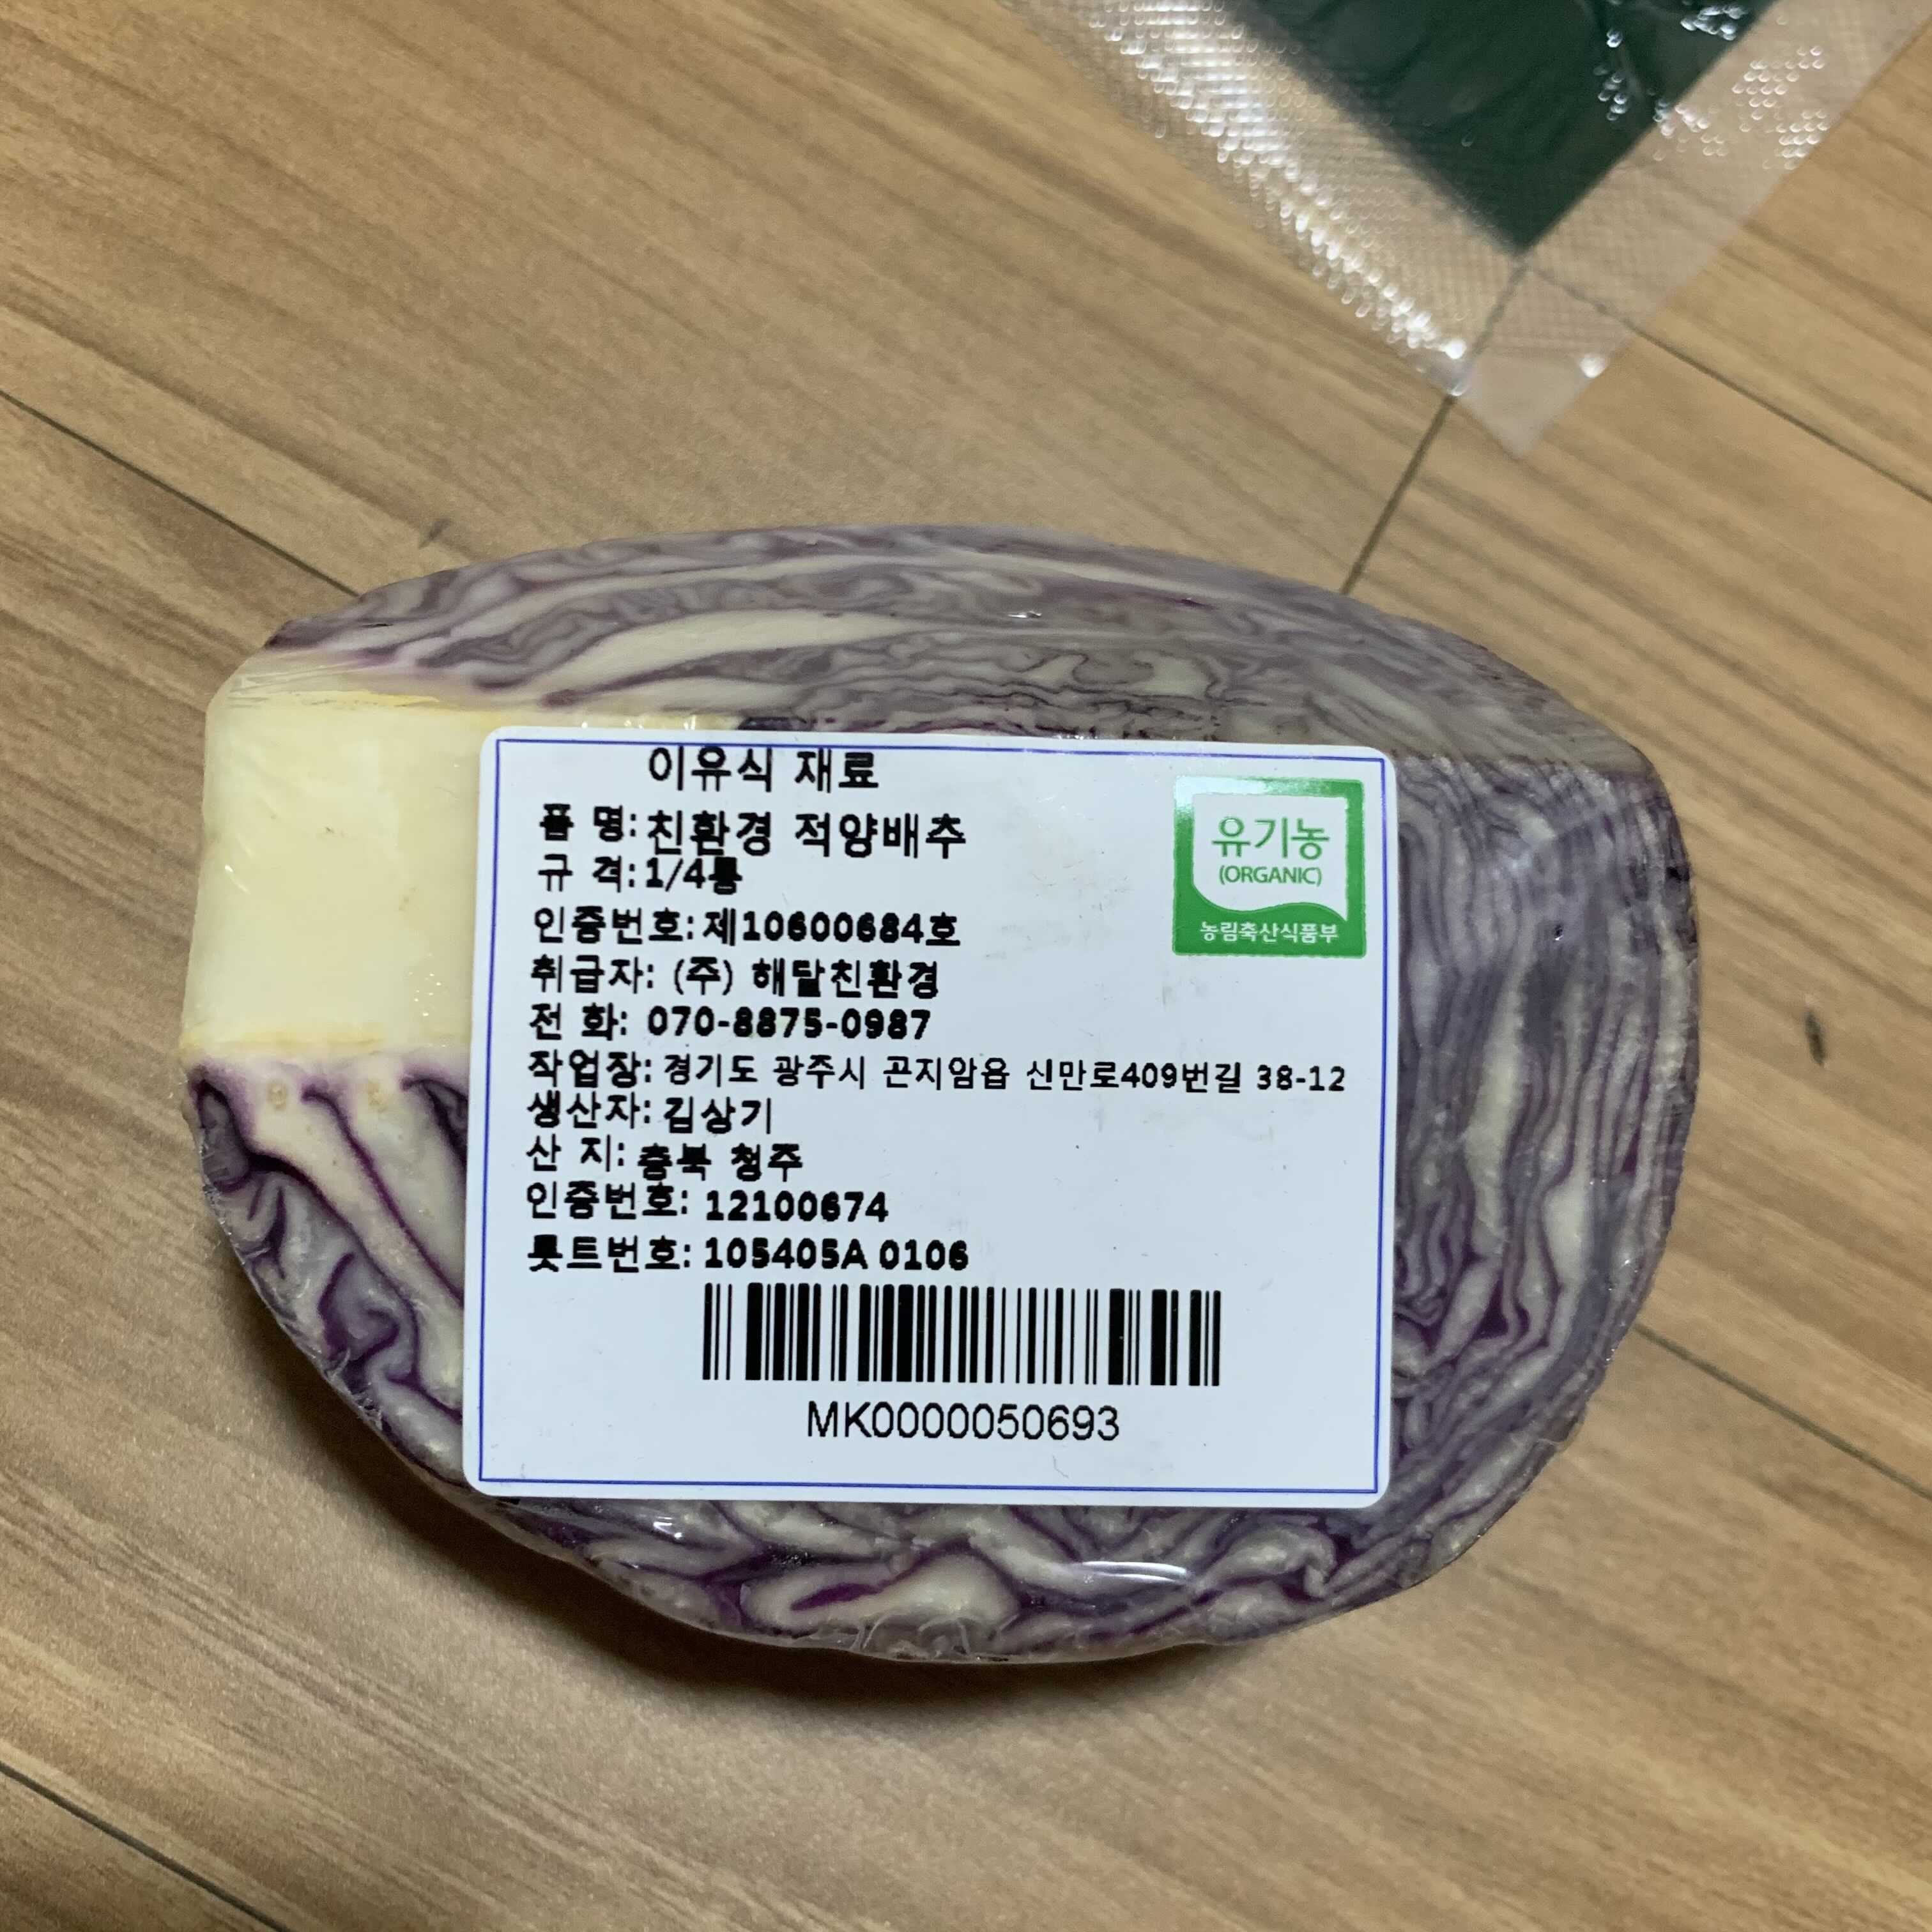 이유식 재료
품 명: 친환경 적양배추
규 격: 1/4통
인증번호: 제10600684호
취급자: (주) 해달친환경
전 화: 070-8875-0987
작업장: 경기도 광주시 곤지암읍 신만로409번길 38-12
생산자: 김상기
산 지: 충북 청주
인증번호: 12100674
롯트번호: 105405A 0106
MK0000050693
유기농
(ORGANIC)
농림축산식품부